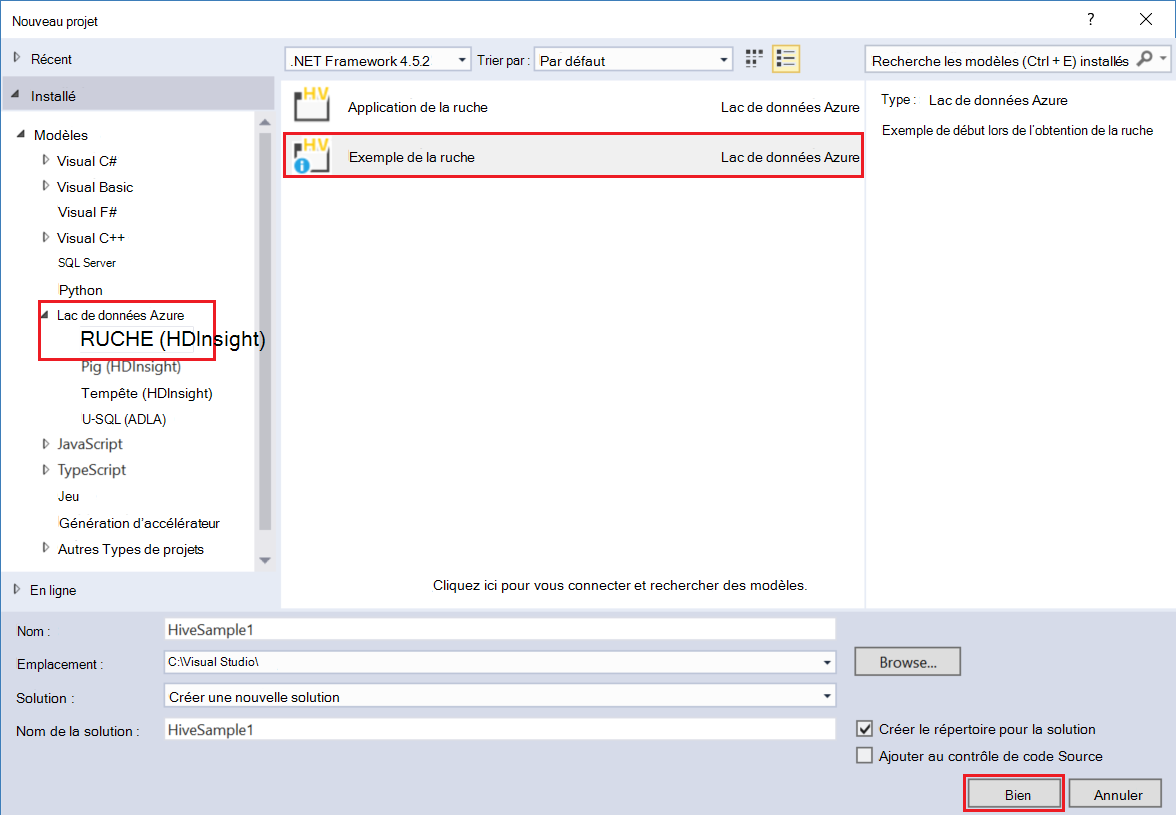 Nouveau projet
?
Récent
.NET Framework 4.5.2
Trier par :
Par défaut
Recherche les modèles (Ctrl + E) installés
Installé
Modèles
Visual C#
Visual Basic
Visual F#
Visual C++
SQL Server
Python
Lac de données Azure
RUCHE (HDInsight)
Pig (HDInsight)
Tempête (HDInsight)
U-SQL (ADLA)
JavaScript
TypeScript
Jeu
Génération d'accélérateur
Autres Types de projets
En ligne
H.V
Application de la ruche
Lac de données Azure
H.V
Exemple de la ruche
Lac de données Azure
Cliquez ici pour vous connecter et rechercher des modèles.
Type :
Lac de données Azure
Exemple de début lors de l'obtention de la ruche
Nom :
HiveSample1
Emplacement :
C:\Visual Studio\
Browse...
Solution :
Créer une nouvelle solution
Nom de la solution :
HiveSample1
Créer le répertoire pour la solution
Ajouter au contrôle de code Source
Bien
Annuler